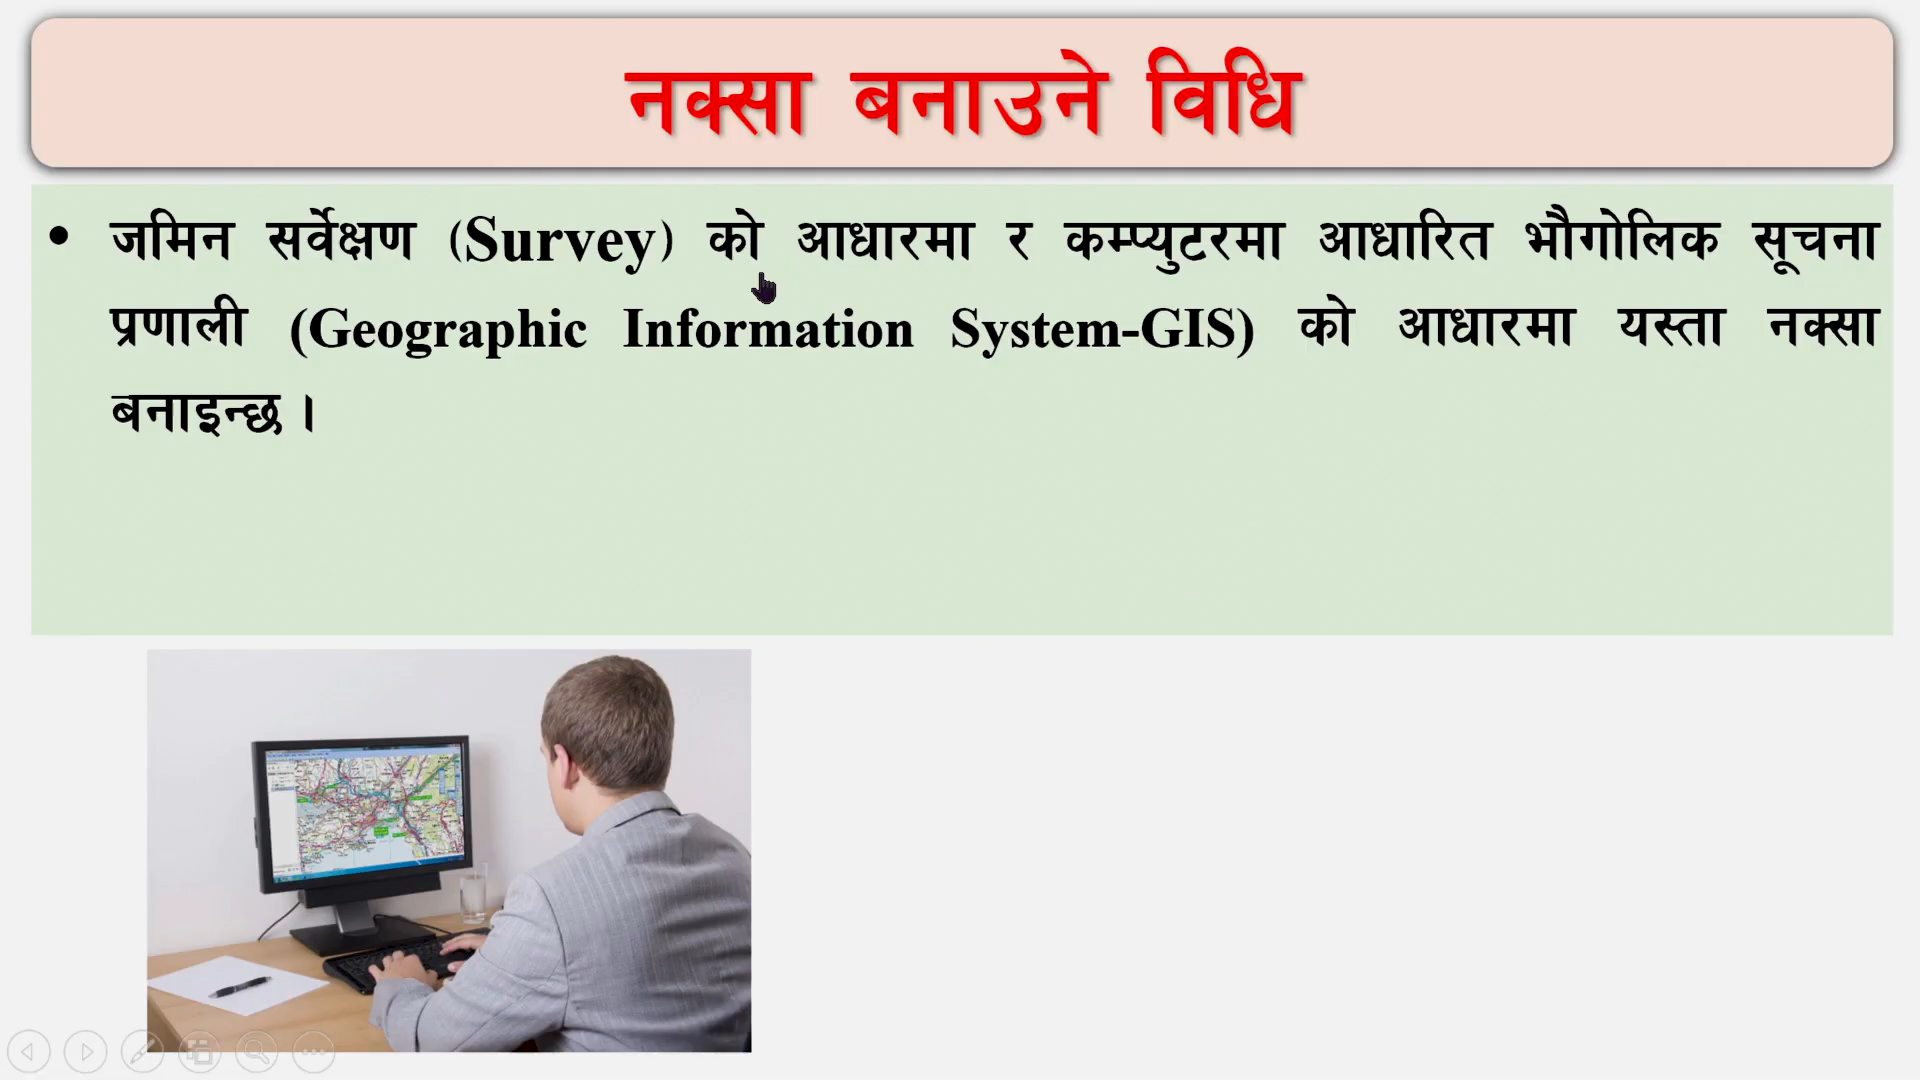 नक्सा बनाउने विधि
• जमिन सर्वेक्षण (Survey) को आधारमा र कम्प्युटरमा आधारित भौगोलिक सूचना
प्रणाली (Geographic Information System-GIS) को आधारमा यस्ता नक्सा
बनाइन्छ ।